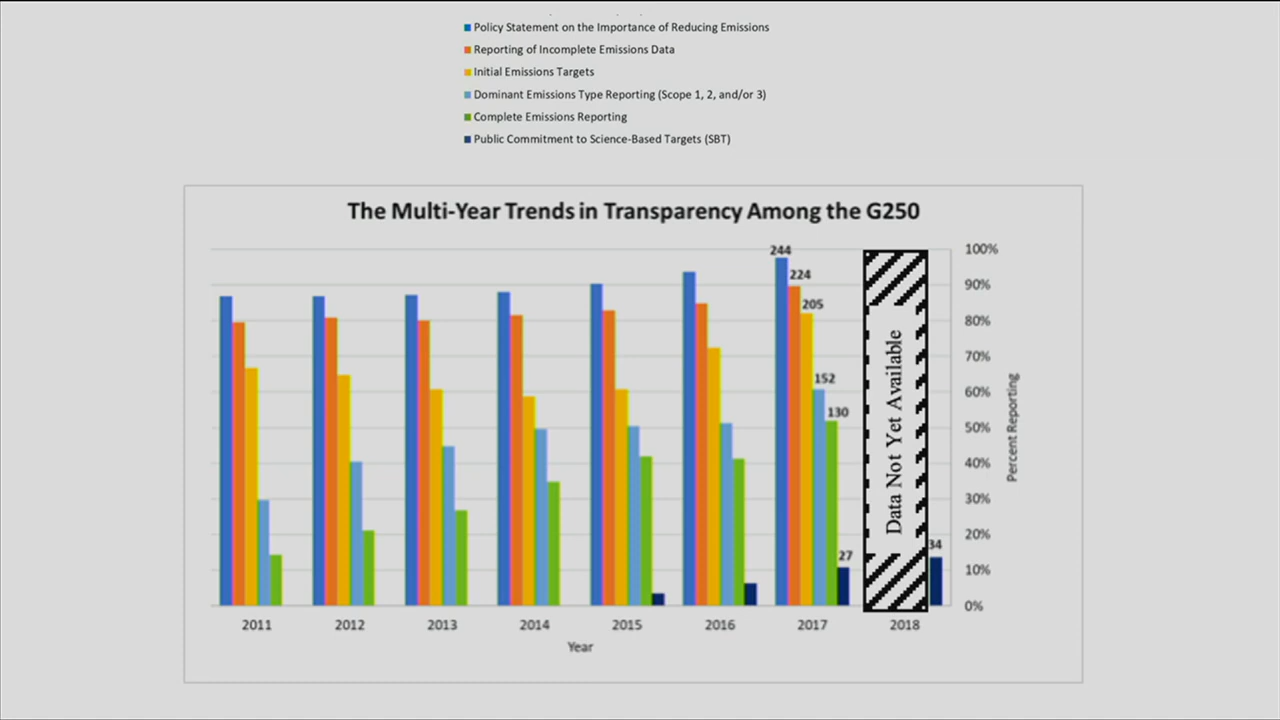 Policy Statement on the Importance of Reducing Emissions
Reporting of Incomplete Emissions Data
Initial Emissions Targets
Dominant Emissions Type Reporting (Scope 1, 2, and/or 3)
Complete Emissions Reporting
Public Commitment to Science-Based Targets (SBT)
The Multi-Year Trends in Transparency Among the G250
244
224
205
152
130
27
34
Data Not Yet Available
100%
90%
80%
70%
60%
50%
40%
30%
20%
10%
0%
Percent Reporting
2011 2012 2013 2014 2015 2016 2017 2018
Year